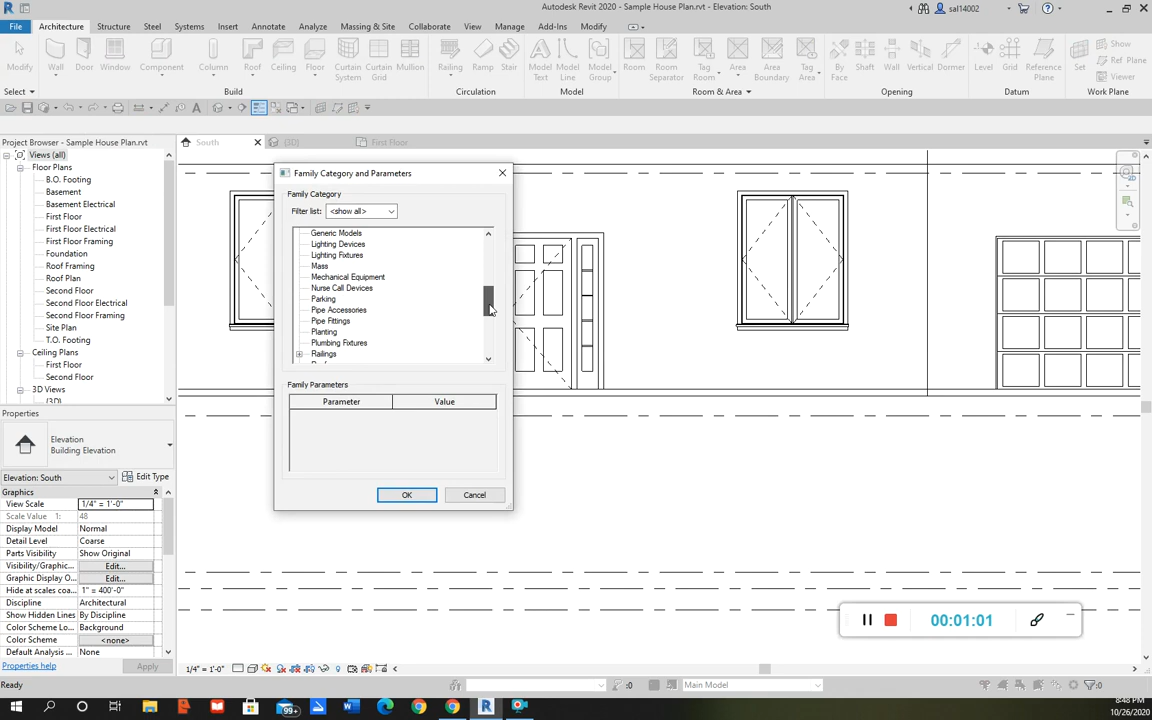 Autodesk Revit 2020 - Sample House Plan.rvt - Elevation: South
sal14002
File Architecture Structure Steel Systems Insert Annotate Analyze Massing & Site Collaborate View Manage Add-Ins Modify
Modify Wall Door Window Component Column Roof Ceiling Floor Curtain System Curtain Grid Mullion Railing Ramp Stair Model Text Model Line Model Group Room Room Separator Tag Room Area Area Boundary Tag Area By Face Shaft Wall Vertical Dormer Level Grid Reference Plane Set Show Ref Plane Viewer
Select Build Circulation Model Room & Area Opening Datum Work Plane
Project Browser - Sample House Plan.rvt
South
{3D}
First Floor
Views (all)
Floor Plans
B.O. Footing
Basement
Basement Electrical
First Floor
First Floor Electrical
First Floor Framing
Foundation
Roof Framing
Roof Plan
Second Floor
Second Floor Electrical
Second Floor Framing
Site Plan
T.O. Footing
Ceiling Plans
First Floor
Second Floor
3D Views
{3D}
Family Category and Parameters
Family Category
Filter list: <show all>
Generic Models
Lighting Devices
Lighting Fixtures
Mass
Mechanical Equipment
Nurse Call Devices
Parking
Pipe Accessories
Pipe Fittings
Planting
Plumbing Fixtures
Railings
Family Parameters
Parameter Value
OK Cancel
Properties
Elevation
Building Elevation
Elevation: South Edit Type
Graphics
View Scale 1/4" = 1'-0"
Scale Value 1: 48
Display Model Normal
Detail Level Coarse
Parts Visibility Show Original
Visibility/Graphic... Edit...
Graphic Display O... Edit...
Hide at scales coa... 1" = 400'-0"
Discipline Architectural
Show Hidden Lines By Discipline
Color Scheme Lo... Background
Color Scheme <none>
Default Analysis ... None
Properties help Apply
1/4" = 1'-0"
00:01:01
Ready
:0
Main Model
:0
99+
8:48 PM
10/26/2020